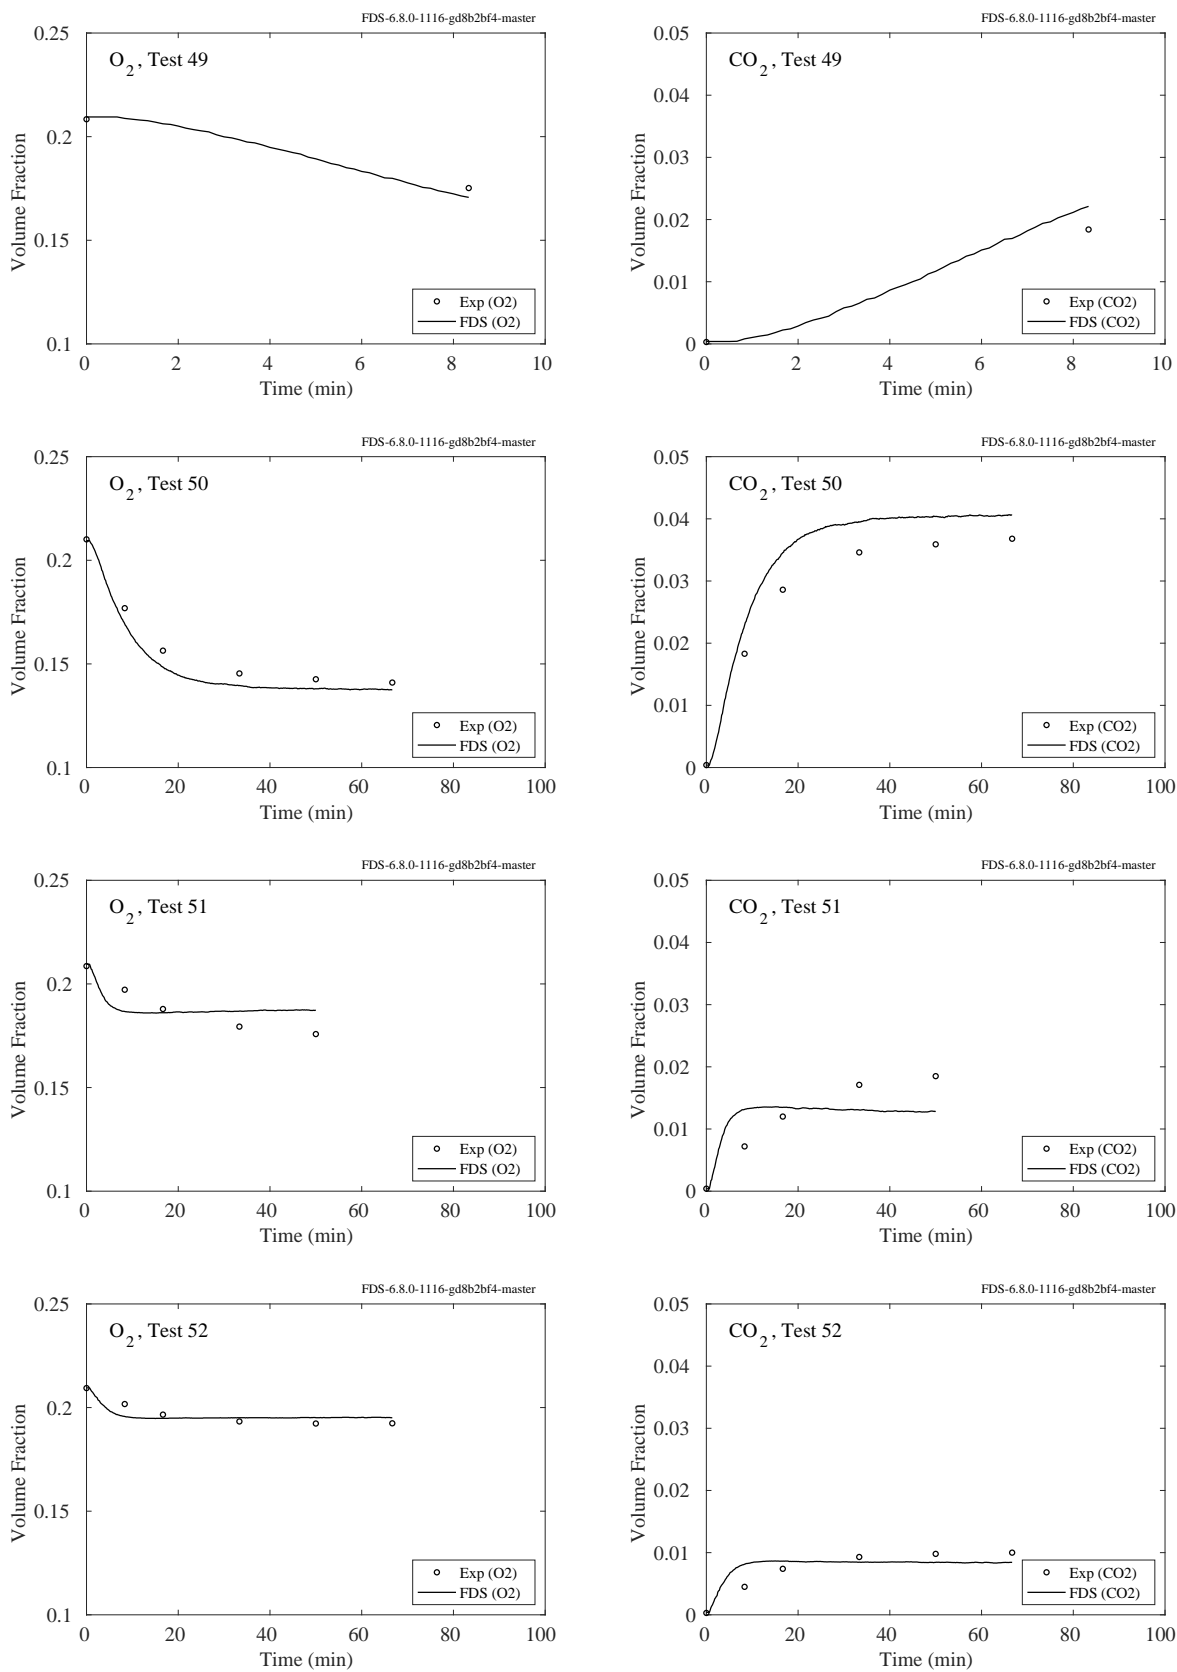 FDS-6.8.0-1116-gd8b2bf4-master
O2, Test 49
Volume Fraction
0.25
0.2
0.15
0.1
Exp (O2)
FDS (O2)
0 2 4 6 8 10
Time (min)
FDS-6.8.0-1116-gd8b2bf4-master
CO2, Test 49
Volume Fraction
0.05
0.04
0.03
0.02
0.01
0
Exp (CO2)
FDS (CO2)
0 2 4 6 8 10
Time (min)
FDS-6.8.0-1116-gd8b2bf4-master
O2, Test 50
Volume Fraction
0.25
0.2
0.15
0.1
Exp (O2)
FDS (O2)
0 20 40 60 80 100
Time (min)
FDS-6.8.0-1116-gd8b2bf4-master
CO2, Test 50
Volume Fraction
0.05
0.04
0.03
0.02
0.01
0
Exp (CO2)
FDS (CO2)
0 20 40 60 80 100
Time (min)
FDS-6.8.0-1116-gd8b2bf4-master
O2, Test 51
Volume Fraction
0.25
0.2
0.15
0.1
Exp (O2)
FDS (O2)
0 20 40 60 80 100
Time (min)
FDS-6.8.0-1116-gd8b2bf4-master
CO2, Test 51
Volume Fraction
0.05
0.04
0.03
0.02
0.01
0
Exp (CO2)
FDS (CO2)
0 20 40 60 80 100
Time (min)
FDS-6.8.0-1116-gd8b2bf4-master
O2, Test 52
Volume Fraction
0.25
0.2
0.15
0.1
Exp (O2)
FDS (O2)
0 20 40 60 80 100
Time (min)
FDS-6.8.0-1116-gd8b2bf4-master
CO2, Test 52
Volume Fraction
0.05
0.04
0.03
0.02
0.01
0
Exp (CO2)
FDS (CO2)
0 20 40 60 80 100
Time (min)